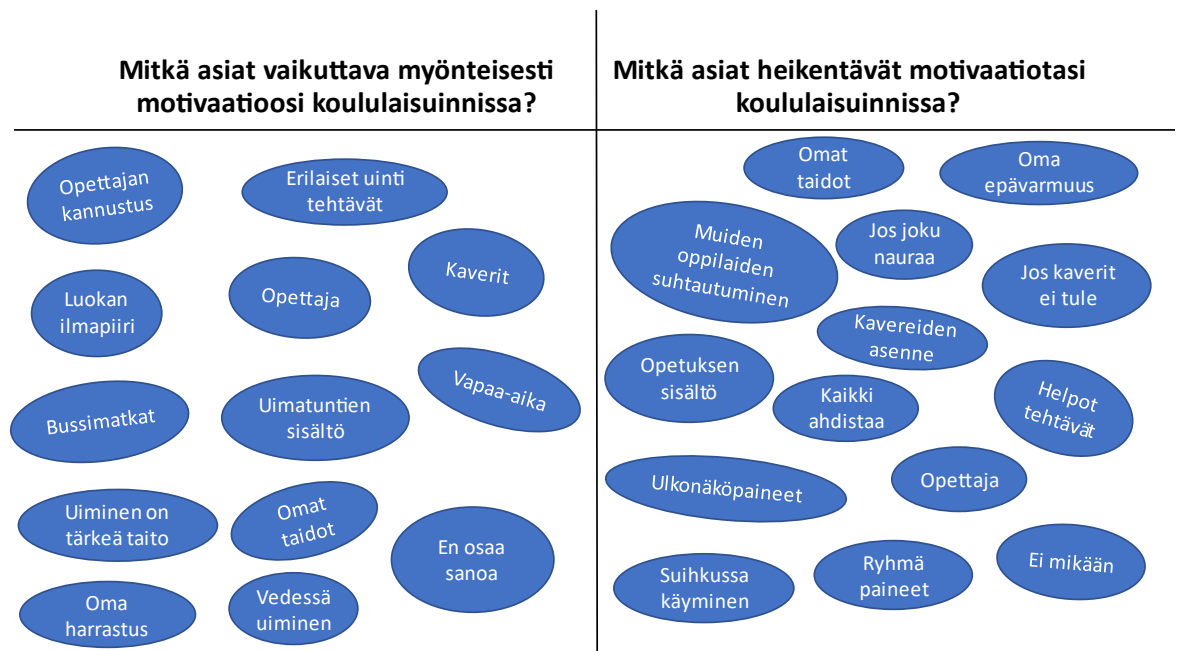 Mitkä asiat vaikuttava myönteisesti
motivaatioosi koululaisuinnissa?
Opettajan
kannustus
Erilaiset uinti
tehtävät
Kaverit
Luokan
ilmapiiri
Opettaja
Vapaa-aika
Bussimatkat
Uimatuntien
sisältö
Uiminen on
tärkeä taito
Omat
taidot
En osaa
sanoa
Oma
harrastus
Vedessä
uiminen
Mitkä asiat heikentävät motivaatiotasi
koululaisuinnissa?
Omat
taidot
Oma
epävarmuus
Muiden
oppilaiden
suhtautuminen
Jos joku
nauraa
Jos kaverit
ei tule
Kavereiden
asenne
Opetuksen
sisältö
Kaikki
ahdistaa
Helpot
tehtävät
Ulkonäköpaineet
Opettaja
Suihkussa
käyminen
Ryhmä
paineet
Ei mikään